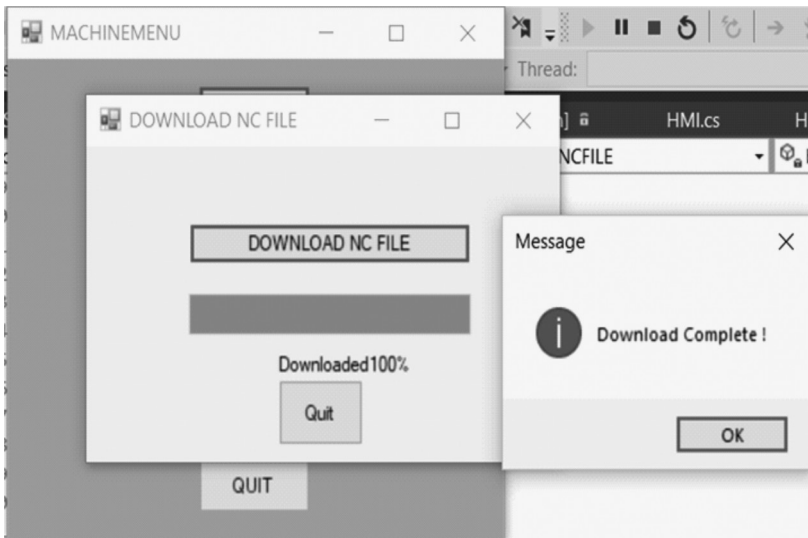 MACHINEMENU
Thread:
DOWNLOAD NC FILE
HMI.cs
NCFILE
DOWNLOAD NC FILE
Message
Download Complete !
Downloaded100%
Quit
OK
QUIT